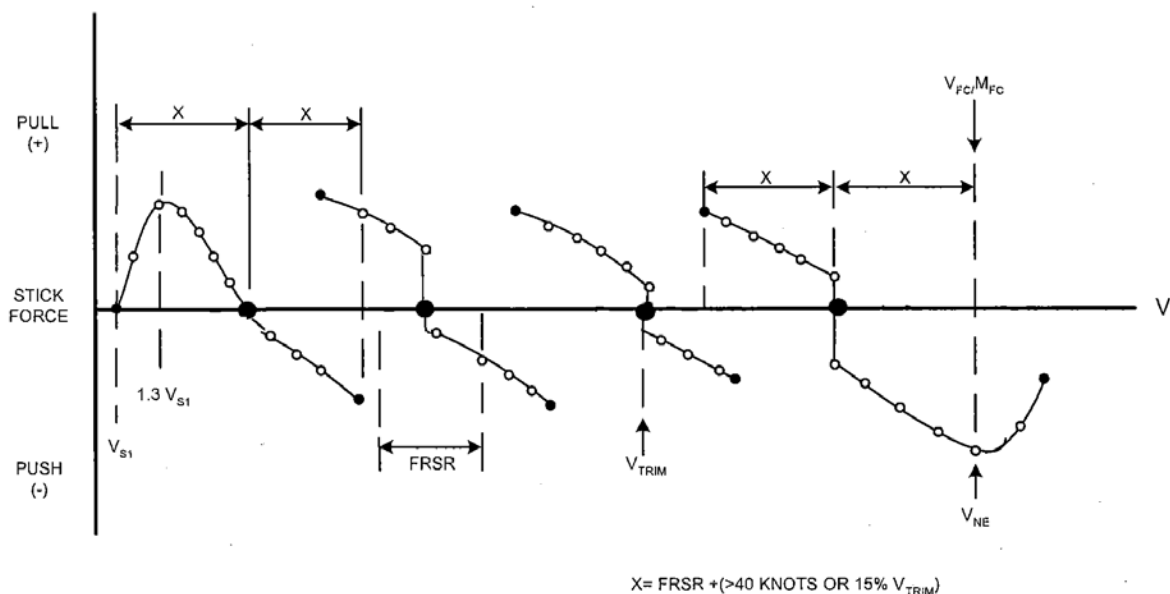 V_FC/M_FC
PULL
(+)
X
X
X
X
STICK
FORCE
V
1.3 V_S1
V_S1
FRSR
V_TRIM
PUSH
(-)
V_NE
X= FRSR +(>40 KNOTS OR 15% V_TRIM)